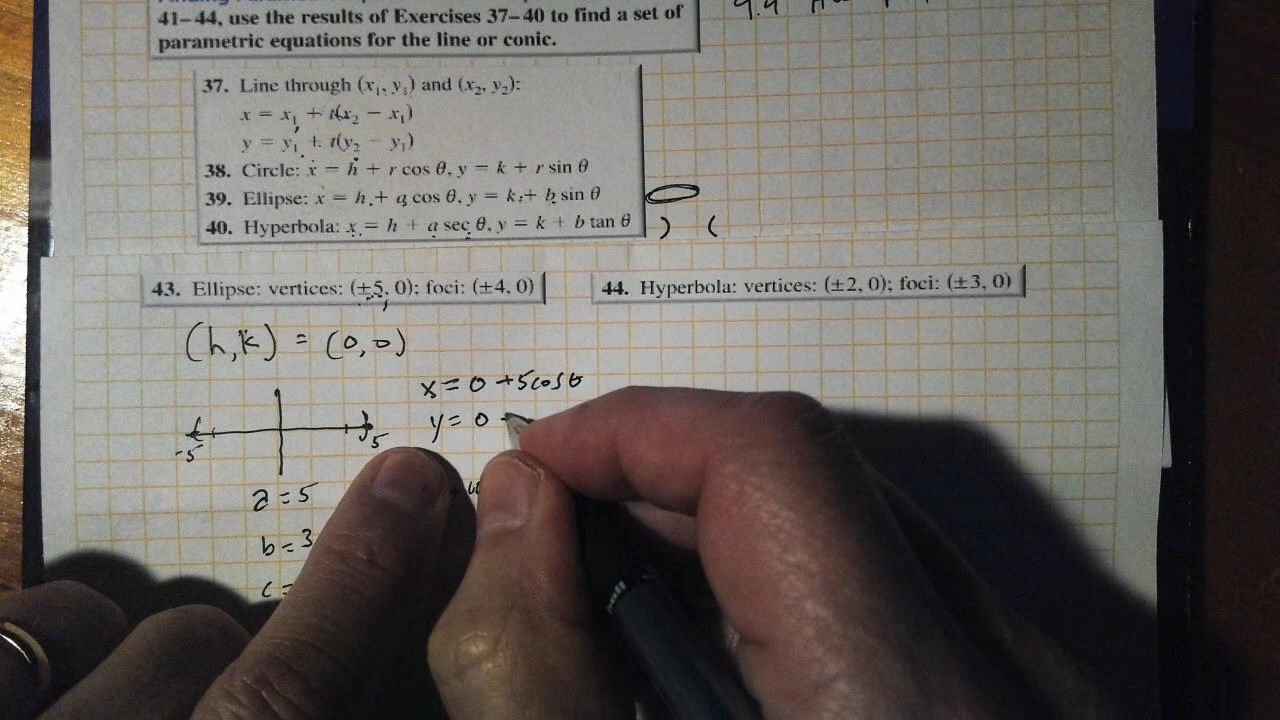 41–44, use the results of Exercises 37–40 to find a set of
parametric equations for the line or conic.
37. Line through (x₁, y₁) and (x₂, y₂):
x = x₁ + t(x₂ − x₁)
y = y₁ + t(y₂ − y₁)
38. Circle: x = h + r cos θ, y = k + r sin θ
39. Ellipse: x = h + a cos θ, y = k + b sin θ
40. Hyperbola: x = h + a sec θ, y = k + b tan θ
43. Ellipse: vertices: (±5, 0); foci: (±4, 0)
44. Hyperbola: vertices: (±2, 0); foci: (±3, 0)
(h,k) = (0,0)
x = 0 + 5cosθ
y = 0
-5 5
a = 5
b = 3
c =